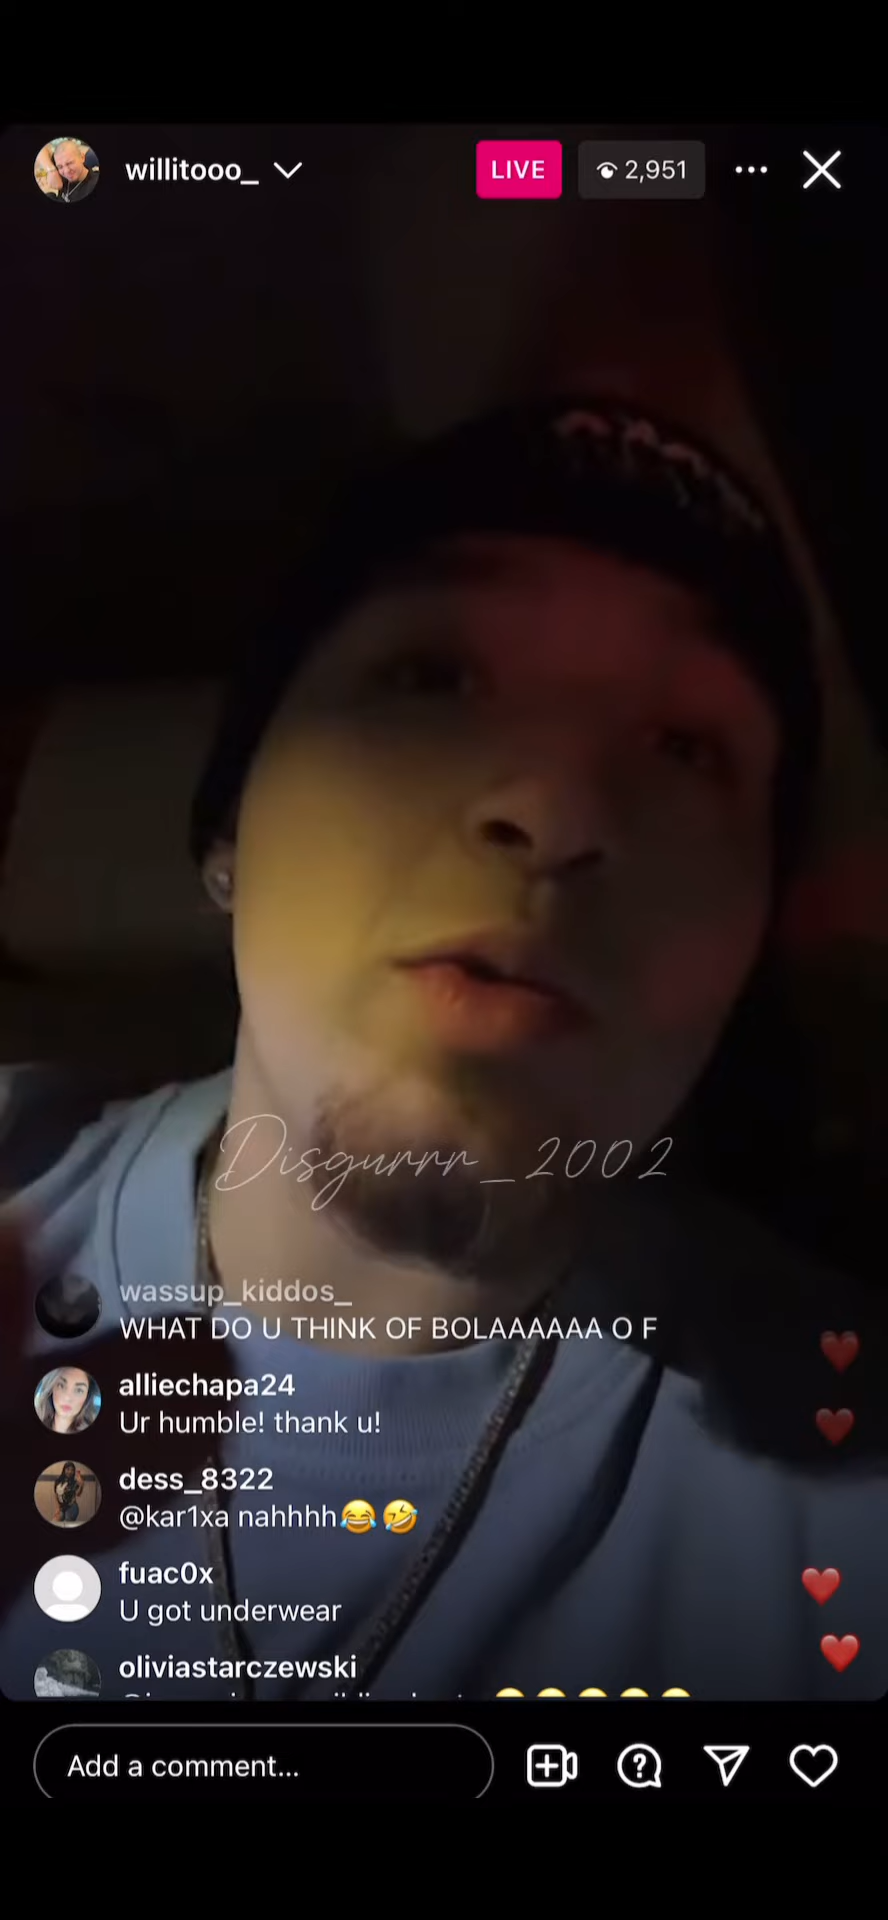 willitooo_
LIVE
2,951
Disgurrr_2002
wassup_kiddos_
WHAT DO U THINK OF BOLAAAAAA O F
alliechapa24
Ur humble! thank u!
dess_8322
@kar1xa nahhhh😂🤣
fuac0x
U got underwear
oliviastarczewski
Add a comment...